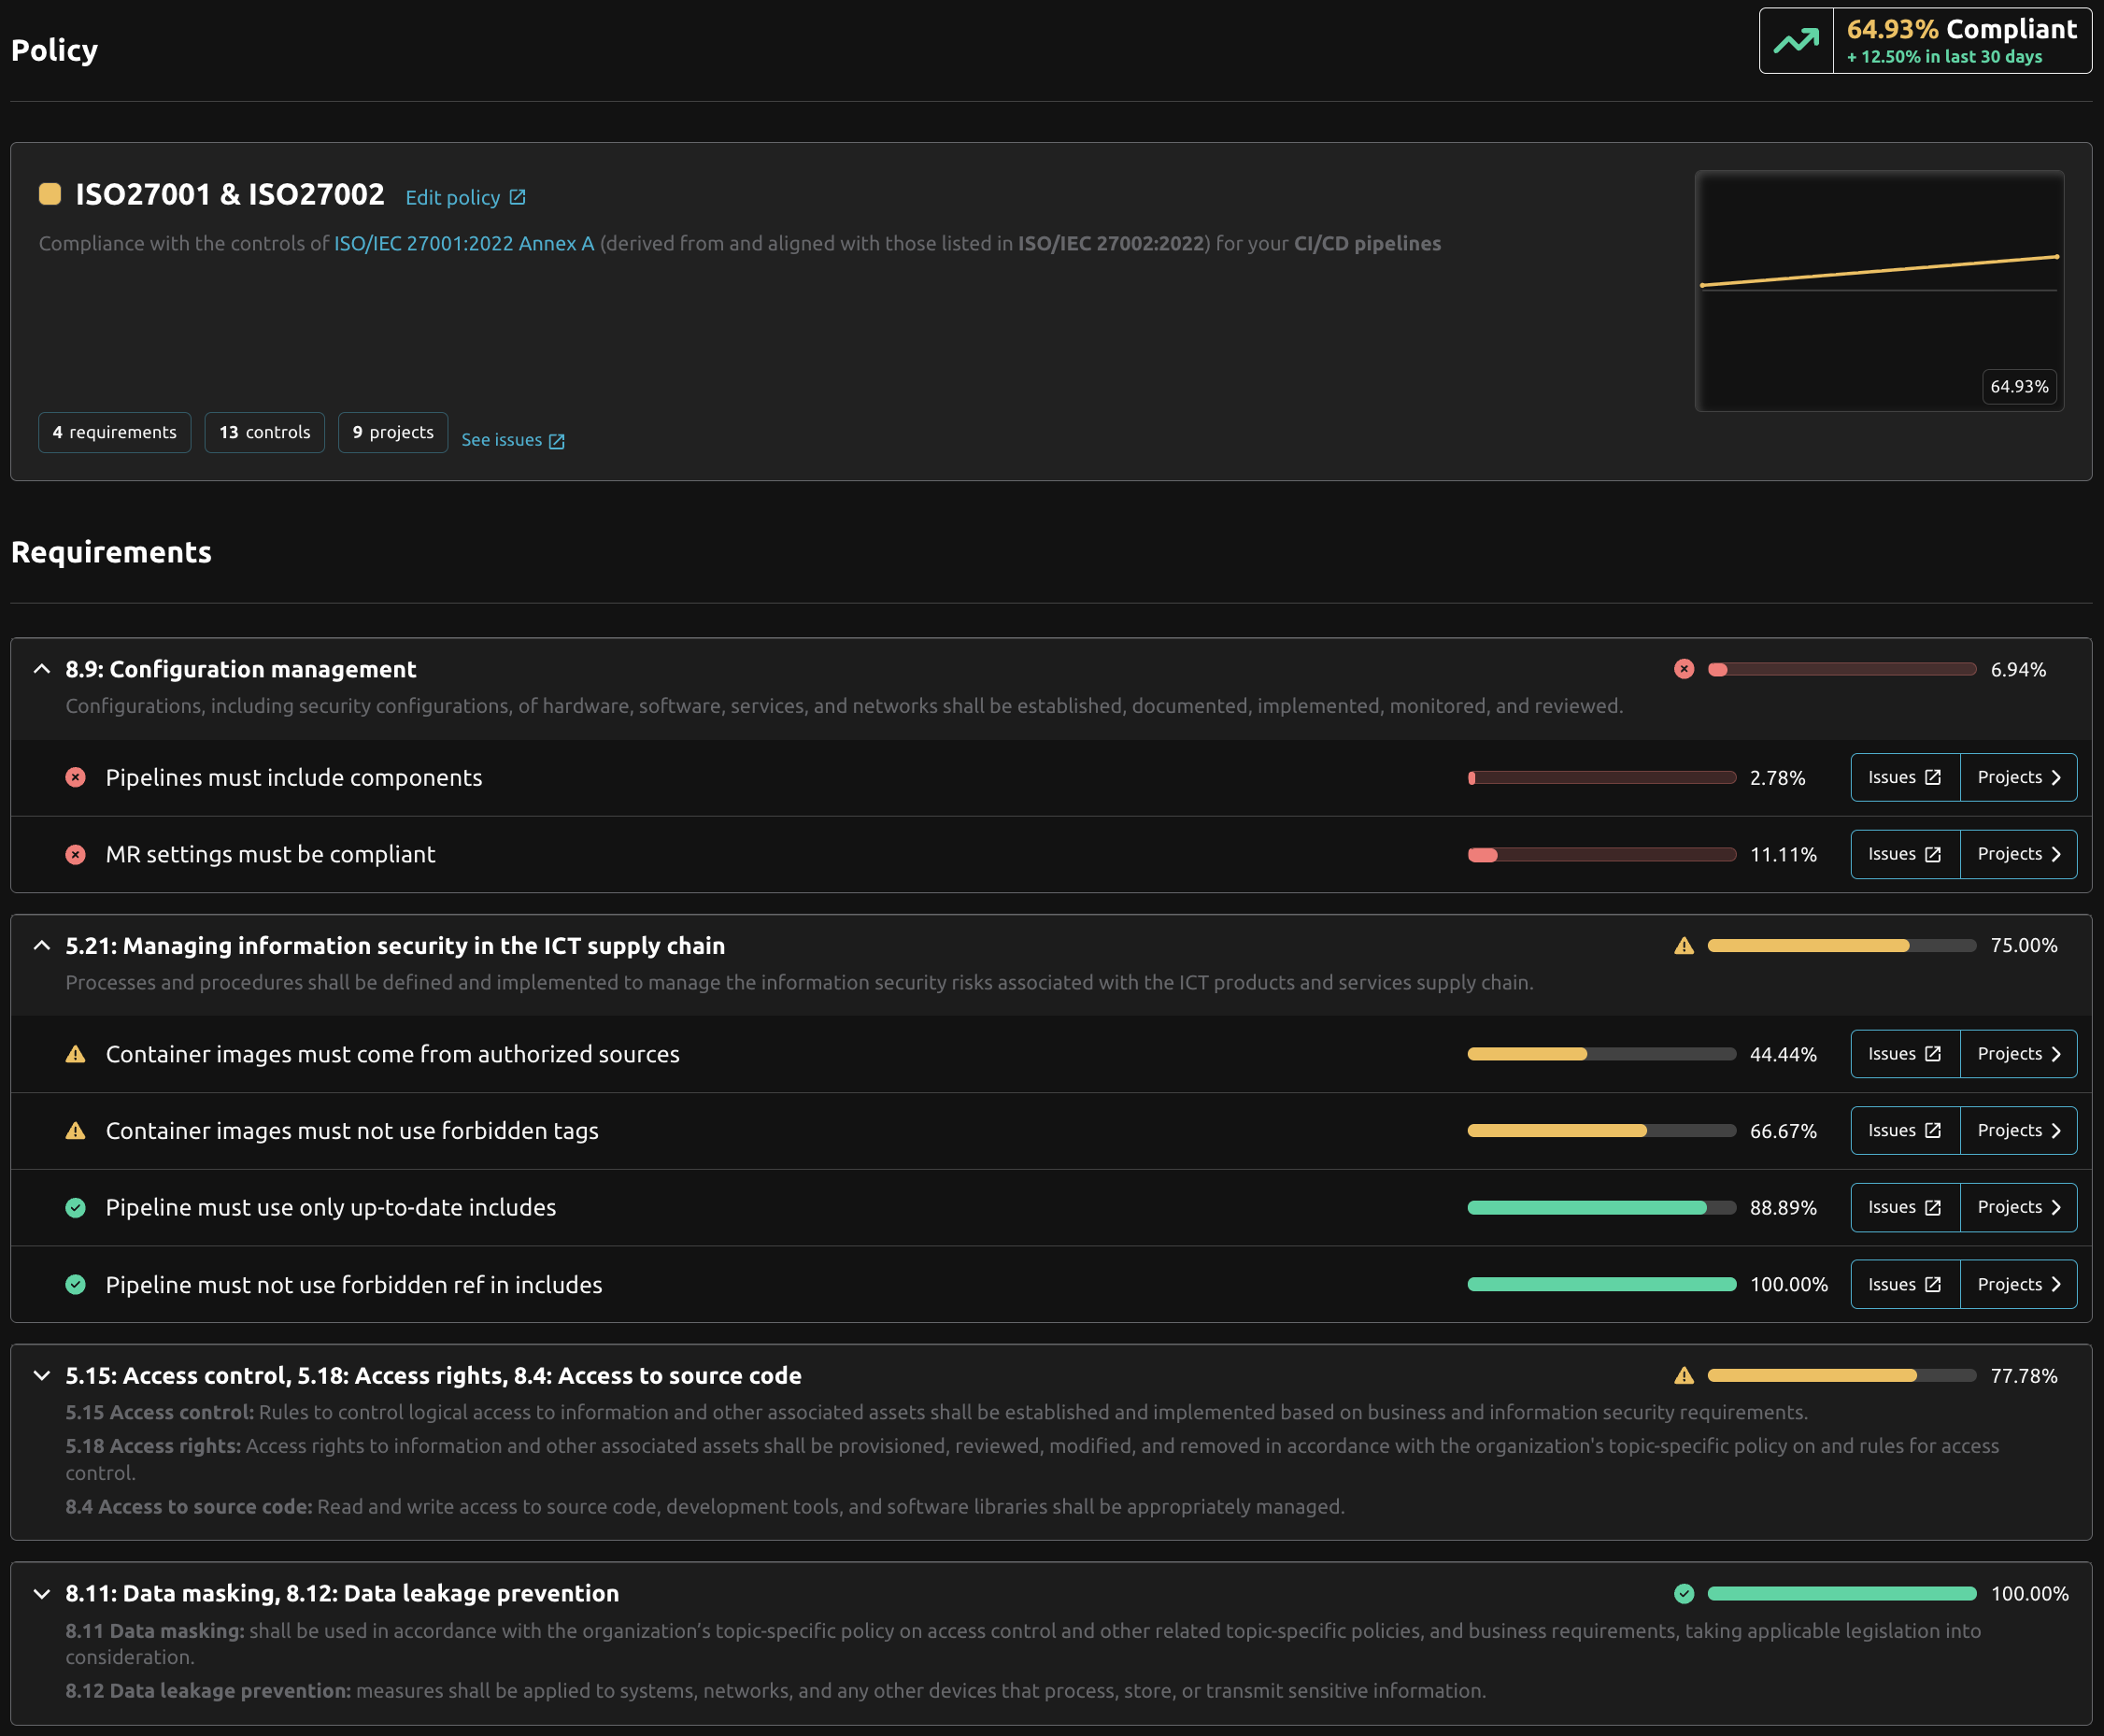 Policy
64.93% Compliant
+ 12.50% in last 30 days
ISO27001 & ISO27002 Edit policy
Compliance with the controls of ISO/IEC 27001:2022 Annex A (derived from and aligned with those listed in ISO/IEC 27002:2022) for your CI/CD pipelines
64.93%
4 requirements 13 controls 9 projects See issues
Requirements
8.9: Configuration management 6.94%
Configurations, including security configurations, of hardware, software, services, and networks shall be established, documented, implemented, monitored, and reviewed.
Pipelines must include components 2.78% Issues Projects
MR settings must be compliant 11.11% Issues Projects
5.21: Managing information security in the ICT supply chain 75.00%
Processes and procedures shall be defined and implemented to manage the information security risks associated with the ICT products and services supply chain.
Container images must come from authorized sources 44.44% Issues Projects
Container images must not use forbidden tags 66.67% Issues Projects
Pipeline must use only up-to-date includes 88.89% Issues Projects
Pipeline must not use forbidden ref in includes 100.00% Issues Projects
5.15: Access control, 5.18: Access rights, 8.4: Access to source code 77.78%
5.15 Access control: Rules to control logical access to information and other associated assets shall be established and implemented based on business and information security requirements.
5.18 Access rights: Access rights to information and other associated assets shall be provisioned, reviewed, modified, and removed in accordance with the organization's topic-specific policy on and rules for access
control.
8.4 Access to source code: Read and write access to source code, development tools, and software libraries shall be appropriately managed.
8.11: Data masking, 8.12: Data leakage prevention 100.00%
8.11 Data masking: shall be used in accordance with the organization’s topic-specific policy on access control and other related topic-specific policies, and business requirements, taking applicable legislation into
consideration.
8.12 Data leakage prevention: measures shall be applied to systems, networks, and any other devices that process, store, or transmit sensitive information.